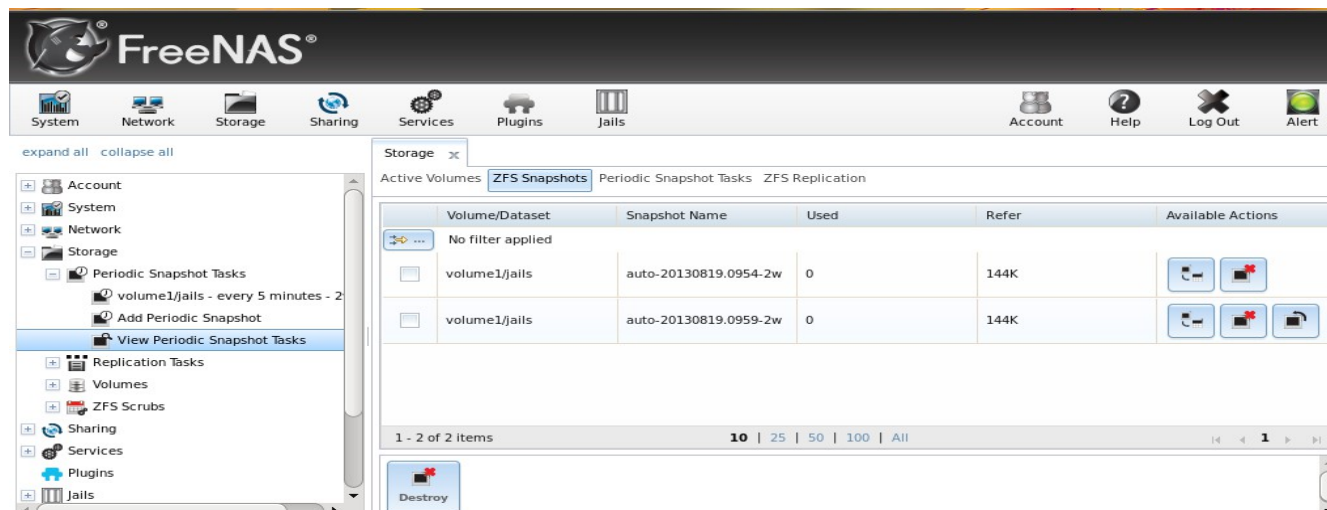 FreeNAS®
System Network Storage Sharing Services Plugins Jails Account Help Log Out Alert
expand all collapse all
Account
System
Network
Storage
Periodic Snapshot Tasks
volume1/jails - every 5 minutes - 2
Add Periodic Snapshot
View Periodic Snapshot Tasks
Replication Tasks
Volumes
ZFS Scrubs
Sharing
Services
Plugins
Jails
Storage
Active Volumes ZFS Snapshots Periodic Snapshot Tasks ZFS Replication
Volume/Dataset Snapshot Name Used Refer Available Actions
... No filter applied
volume1/jails auto-20130819.0954-2w 0 144K
volume1/jails auto-20130819.0959-2w 0 144K
1 - 2 of 2 items 10 | 25 | 50 | 100 | All 1
Destroy